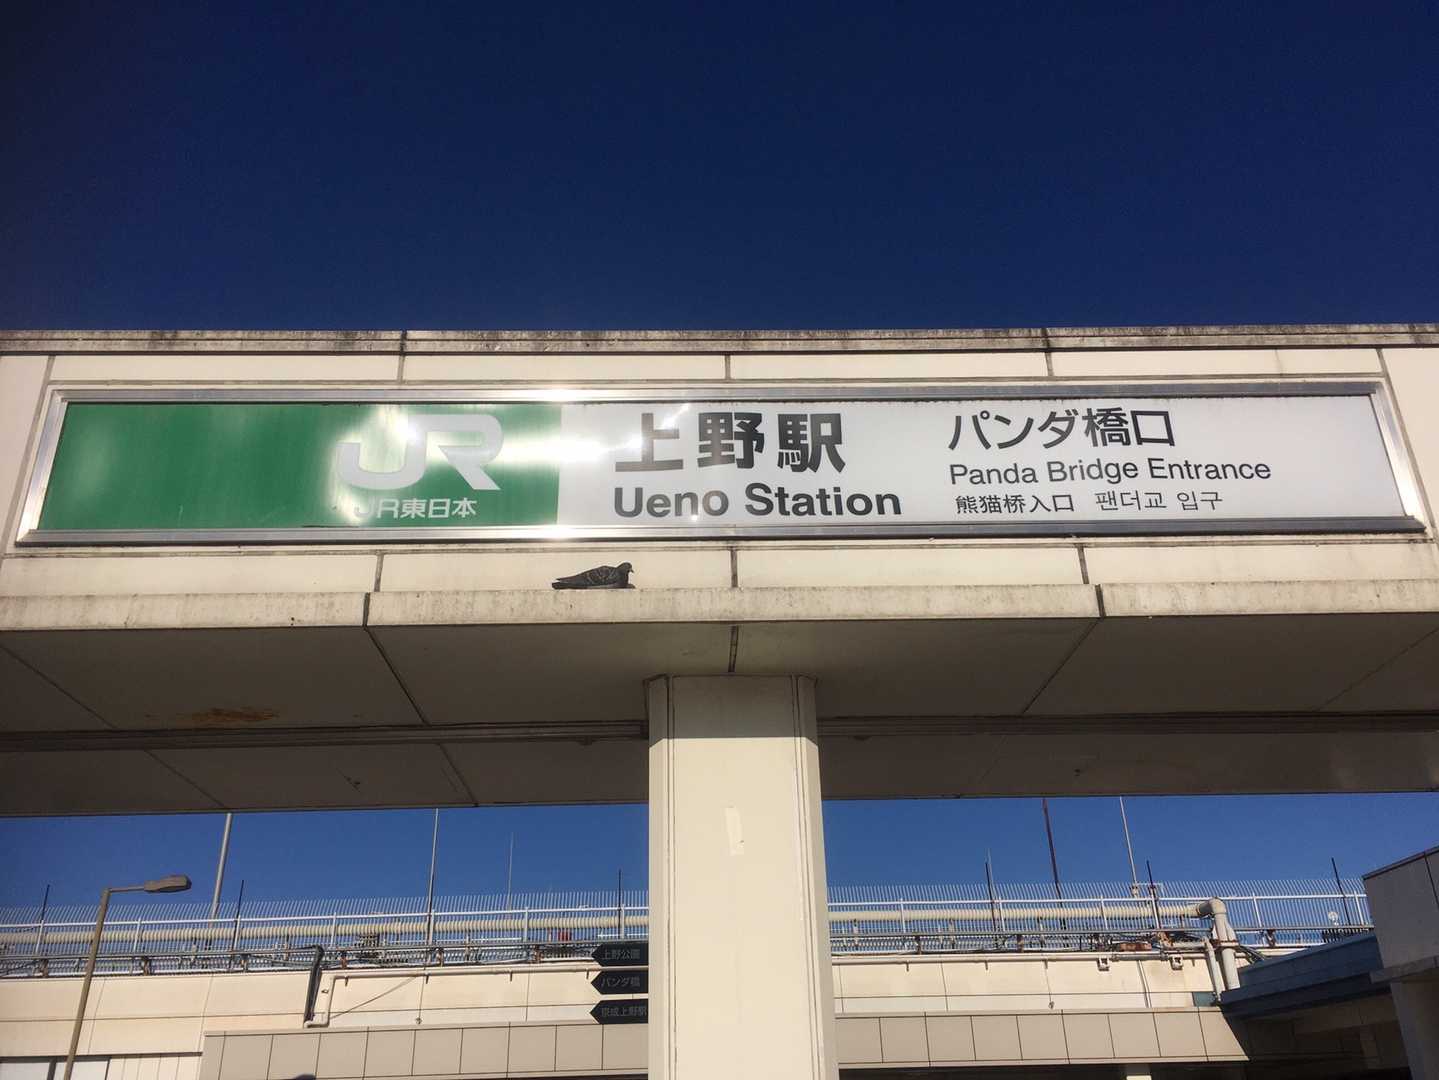 JR
JR東日本
上野駅
Ueno Station
パンダ橋口
Panda Bridge Entrance
熊猫桥入口 팬더교 입구
上野公園
パンダ橋
京成上野駅